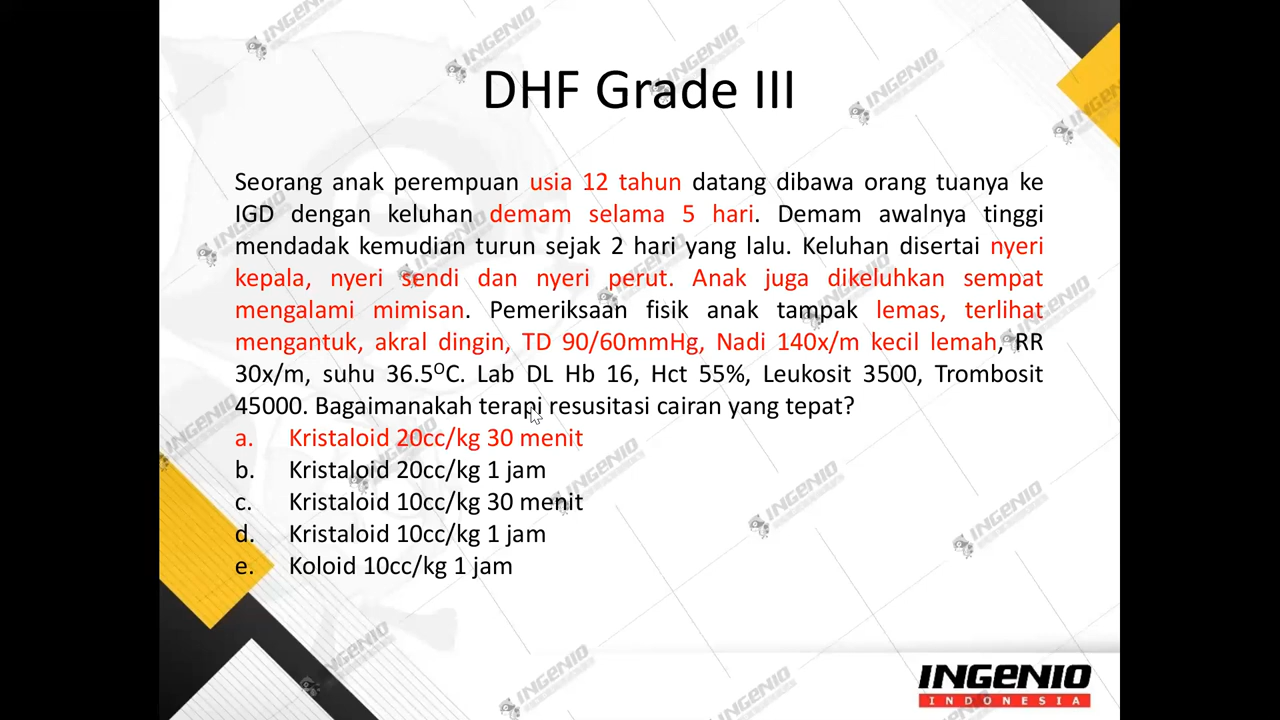 DHF Grade III
Seorang anak perempuan usia 12 tahun datang dibawa orang tuanya ke
IGD dengan keluhan demam selama 5 hari. Demam awalnya tinggi
mendadak kemudian turun sejak 2 hari yang lalu. Keluhan disertai nyeri
kepala, nyeri sendi dan nyeri perut. Anak juga dikeluhkan sempat
mengalami mimisan. Pemeriksaan fisik anak tampak lemas, terlihat
mengantuk, akral dingin, TD 90/60mmHg, Nadi 140x/m kecil lemah, RR
30x/m, suhu 36.5⁰C. Lab DL Hb 16, Hct 55%, Leukosit 3500, Trombosit
45000. Bagaimanakah terapi resusitasi cairan yang tepat?
a. Kristaloid 20cc/kg 30 menit
b. Kristaloid 20cc/kg 1 jam
c. Kristaloid 10cc/kg 30 menit
d. Kristaloid 10cc/kg 1 jam
e. Koloid 10cc/kg 1 jam
INGENIO
INDONESIA